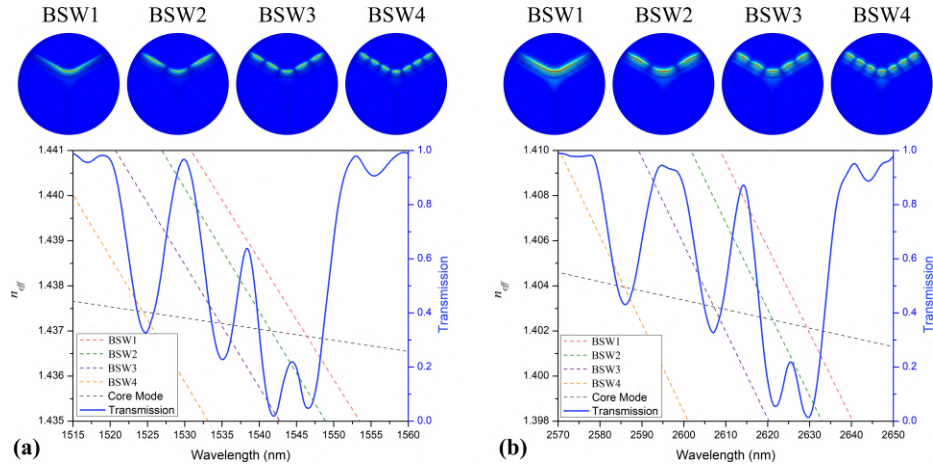 BSW1 BSW2 BSW3 BSW4
BSW1 BSW2 BSW3 BSW4
1.441
1.440
1.439
1.438
1.437
1.436
1.435
n_eff
1.0
0.8
0.6
0.4
0.2
0.0
Transmission
BSW1
BSW2
BSW3
BSW4
Core Mode
Transmission
1515 1520 1525 1530 1535 1540 1545 1550 1555 1560
Wavelength (nm)
(a)
1.410
1.408
1.406
1.404
1.402
1.400
1.398
n_eff
1.0
0.8
0.6
0.4
0.2
0.0
Transmission
BSW1
BSW2
BSW3
BSW4
Core Mode
Transmission
2570 2580 2590 2600 2610 2620 2630 2640 2650
Wavelength (nm)
(b)